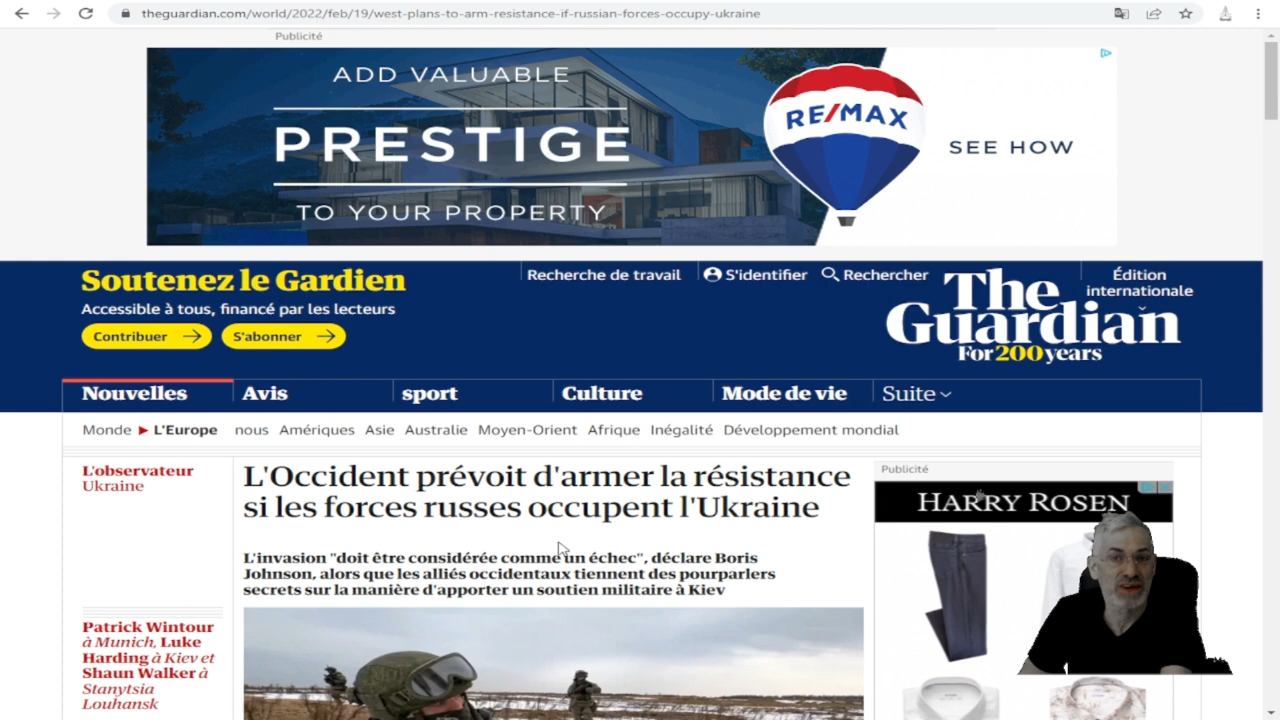 theguardian.com/world/2022/feb/19/west-plans-to-arm-resistance-if-russian-forces-occupy-ukraine
Publicité
ADD VALUABLE
PRESTIGE
TO YOUR PROPERTY
RE/MAX
SEE HOW
Soutenez le Gardien
Accessible à tous, financé par les lecteurs
Contribuer
S'abonner
Recherche de travail
S'identifier
Rechercher
Édition
internationale
The
Guardian
For 200 years
Nouvelles
Avis
sport
Culture
Mode de vie
Suite
Monde
L'Europe
nous
Amériques
Asie
Australie
Moyen-Orient
Afrique
Inégalité
Développement mondial
L'observateur
Ukraine
L'Occident prévoit d'armer la résistance
si les forces russes occupent l'Ukraine
L'invasion "doit être considérée comme un échec", déclare Boris
Johnson, alors que les alliés occidentaux tiennent des pourparlers
secrets sur la manière d'apporter un soutien militaire à Kiev
Patrick Wintour
à Munich, Luke
Harding à Kiev et
Shaun Walker à
Stanytsia
Louhansk
Publicité
HARRY ROSEN